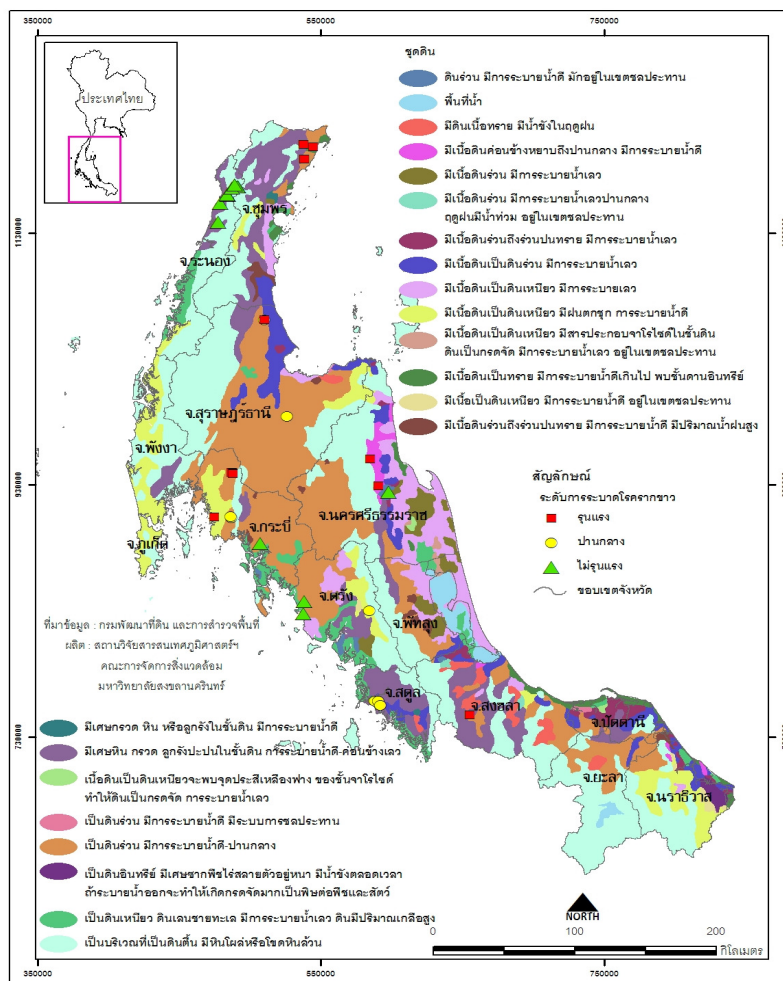 350000
550000
750000
ประเทศไทย
ชุดดิน
ดินร่วน มีการระบายน้ำดี มักอยู่ในเขตชลประทาน
พื้นที่น้ำ
มีดินเนื้อทราย มีน้ำขังในฤดูฝน
มีเนื้อดินค่อนข้างหยาบถึงปานกลาง มีการระบายน้ำดี
มีเนื้อดินร่วน มีการระบายน้ำเลว
มีเนื้อดินร่วน มีการระบายน้ำเลวปานกลาง
ฤดูฝนมีน้ำท่วม อยู่ในเขตชลประทาน
มีเนื้อดินร่วนถึงร่วนปนทราย มีการระบายน้ำเลว
มีเนื้อดินเป็นดินร่วน มีการระบายน้ำเลว
มีเนื้อดินเป็นดินเหนียว มีการระบายเลว
มีเนื้อดินเป็นดินเหนียว มีฝนตกชุก การระบายน้ำดี
มีเนื้อดินเป็นดินเหนียว มีสารประกอบจาโรไซต์ในชั้นดิน
ดินเป็นกรดจัด มีการระบายน้ำเลว อยู่ในเขตชลประทาน
มีเนื้อดินเป็นทราย มีการระบายน้ำดีเกินไป พบชั้นดานอินทรีย์
มีเนื้อเป็นดินเหนียว มีการระบายน้ำดี อยู่ในเขตชลประทาน
มีเนื้อดินร่วนถึงร่วนปนทราย มีการระบายน้ำดี มีปริมาณน้ำฝนสูง
1130000
930000
730000
จ.ชุมพร
จ.ระนอง
จ.สุราษฎร์ธานี
จ.พังงา
จ.ภูเก็ต
จ.กระบี่
จ.นครศรีธรรมราช
จ.ตรัง
จ.พัทลุง
จ.สตูล
จ.สงขลา
จ.ปัตตานี
จ.ยะลา
จ.นราธิวาส
สัญลักษณ์
ระดับการระบาดโรครากขาว
รุนแรง
ปานกลาง
ไม่รุนแรง
ขอบเขตจังหวัด
ที่มาข้อมูล : กรมพัฒนาที่ดิน และการสำรวจพื้นที่
ผลิต : สถานวิจัยสารสนเทศภูมิศาสตร์ฯ
คณะการจัดการสิ่งแวดล้อม
มหาวิทยาลัยสงขลานครินทร์
มีเศษกรวด หิน หรือลูกรังในชั้นดิน มีการระบายน้ำดี
มีเศษหิน กรวด ลูกรังปะปนในชั้นดิน การระบายน้ำดี-ค่อนข้างเลว
เนื้อดินเป็นดินเหนียวจะพบจุดประสีเหลืองฟาง ของชั้นจาโรไซด์
ทำให้ดินเป็นกรดจัด การระบายน้ำเลว
เป็นดินร่วน มีการระบายน้ำดี มีระบบการชลประทาน
เป็นดินร่วน มีการระบายน้ำดี-ปานกลาง
เป็นดินอินทรีย์ มีเศษซากพืชไร่สลายตัวอยู่หนา มีน้ำขังตลอดเวลา
ถ้าระบายน้ำออกจะทำให้เกิดกรดจัดมากเป็นพิษต่อพืชและสัตว์
เป็นดินเหนียว ดินเลนชายทะเล มีการระบายน้ำเลว ดินมีปริมาณเกลือสูง
เป็นบริเวณที่เป็นดินตื้น มีหินโผล่หรือโขดหินล้วน
NORTH
0 100 200
กิโลเมตร
350000
550000
750000